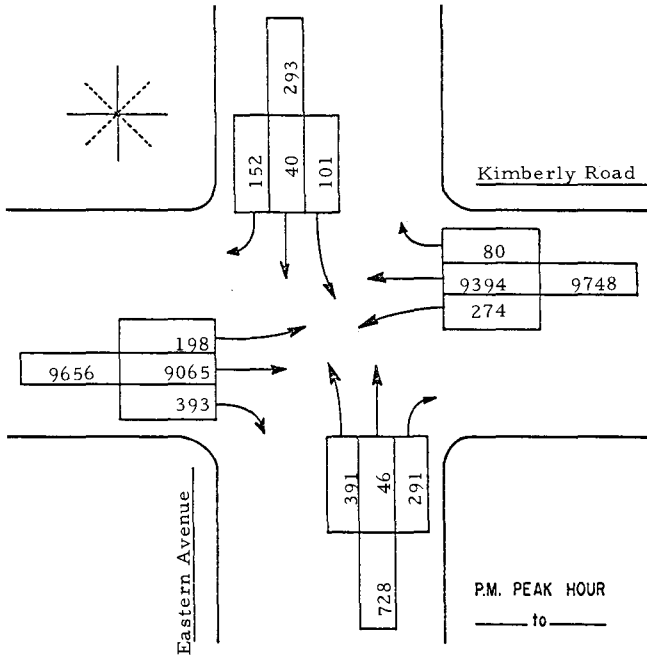 293
152 40 101
Kimberly Road
80
9394 9748
274
198
9656 9065
393
391 46 291
728
Eastern Avenue
P.M. PEAK HOUR
to